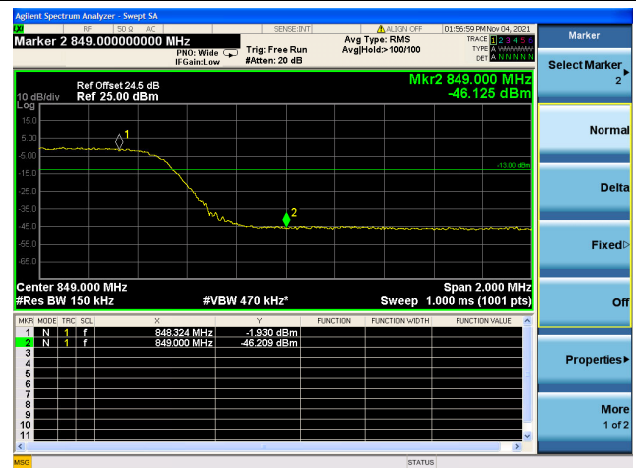 Agilent Spectrum Analyzer - Swept SA
RF 50 Ω AC SENSE:INT ALIGN OFF 01:56:59 PM Nov 04, 2021
Marker 2 849.000000000 MHz
PNO: Wide
IFGain:Low
Trig: Free Run
#Atten: 20 dB
Avg Type: RMS
Avg|Hold:> 100/100
TRACE 1 2 3 4 5 6
TYPE A
DET A N N N N N
Ref Offset 24.5 dB
Ref 25.00 dBm
Mkr2 849.000 MHz
-46.125 dBm
10 dB/div
Log
15.0
5.00
-5.00
-15.0
-25.0
-35.0
-45.0
-55.0
-65.0
1
2
-13.00 dBm
Center 849.000 MHz Span 2.000 MHz
#Res BW 150 kHz #VBW 470 kHz* Sweep 1.000 ms (1001 pts)
MKR MODE TRC SCL X Y FUNCTION FUNCTION WIDTH FUNCTION VALUE
1 N 1 f 848.324 MHz -1.930 dBm
2 N 1 f 849.000 MHz -46.209 dBm
3
4
5
6
7
8
9
10
11
MSG STATUS
Marker
Select Marker
2
Normal
Delta
Fixed
Off
Properties
More
1 of 2